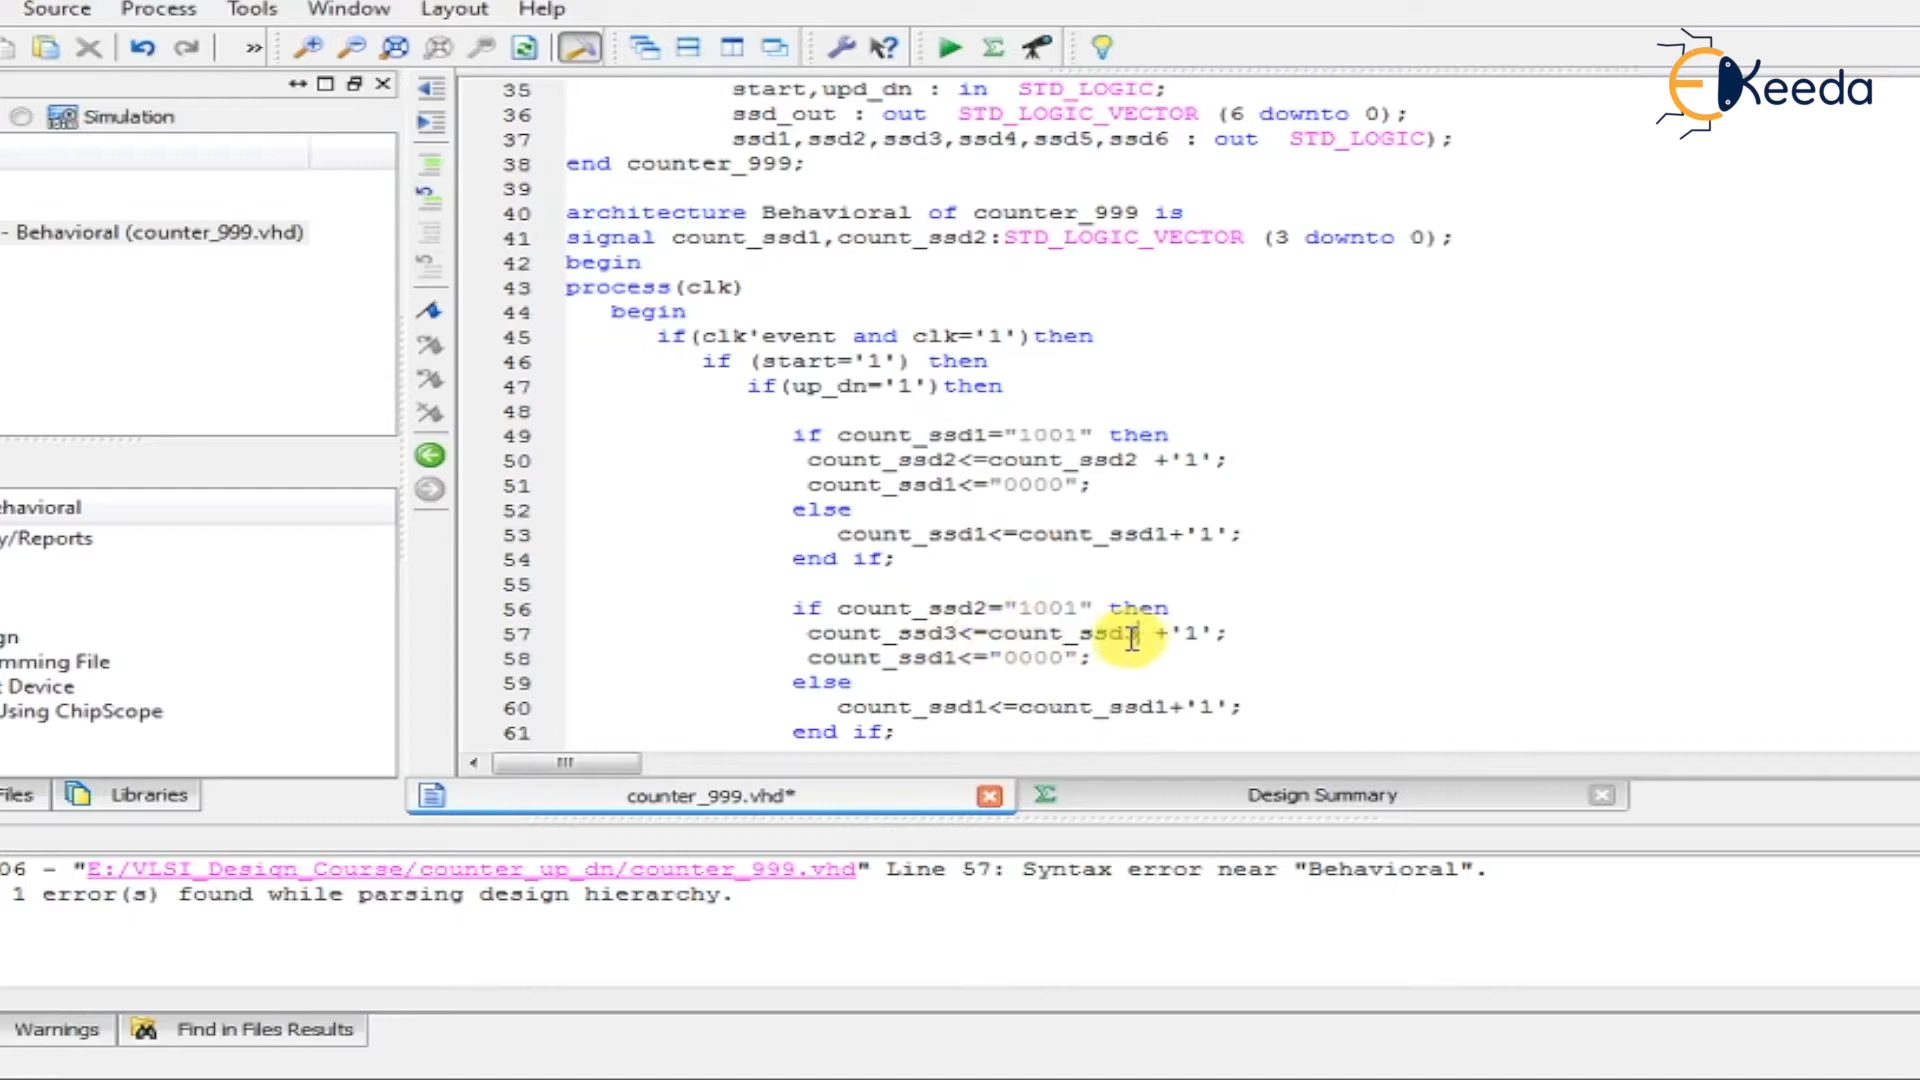 Source Process Tools Window Layout Help
»
EKeeda
Simulation
- Behavioral (counter_999.vhd)
ehavioral
y/Reports
gn
mming File
t Device
Using ChipScope
35 start,upd_dn : in STD_LOGIC;
36 ssd_out : out STD_LOGIC_VECTOR (6 downto 0);
37 ssd1,ssd2,ssd3,ssd4,ssd5,ssd6 : out STD_LOGIC);
38 end counter_999;
39
40 architecture Behavioral of counter_999 is
41 signal count_ssd1,count_ssd2:STD_LOGIC_VECTOR (3 downto 0);
42 begin
43 process(clk)
44 begin
45 if(clk'event and clk='1')then
46 if (start='1') then
47 if(up_dn='1')then
48
49 if count_ssd1="1001" then
50 count_ssd2<=count_ssd2 +'1';
51 count_ssd1<="0000";
52 else
53 count_ssd1<=count_ssd1+'1';
54 end if;
55
56 if count_ssd2="1001" then
57 count_ssd3<=count_ssd3 +'1';
58 count_ssd1<="0000";
59 else
60 count_ssd1<=count_ssd1+'1';
61 end if;
Files Libraries
counter_999.vhd* Design Summary
06 - "E:/VLSI_Design_Course/counter_up_dn/counter_999.vhd" Line 57: Syntax error near "Behavioral".
1 error(s) found while parsing design hierarchy.
Warnings Find in Files Results